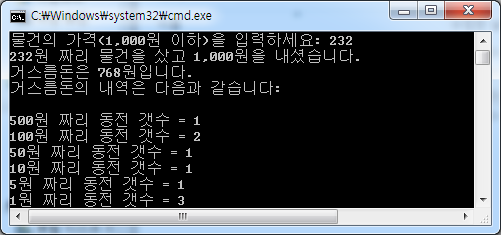 C:₩Windows₩system32₩cmd.exe
물건의 가격(1,000원 이하)을 입력하세요: 232
232원 짜리 물건을 샀고 1,000원을 내셨습니다.
거스름돈은 768원입니다.
거스름돈의 내역은 다음과 같습니다:
500원 짜리 동전 갯수 = 1
100원 짜리 동전 갯수 = 2
50원 짜리 동전 갯수 = 1
10원 짜리 동전 갯수 = 1
5원 짜리 동전 갯수 = 1
1원 짜리 동전 갯수 = 3